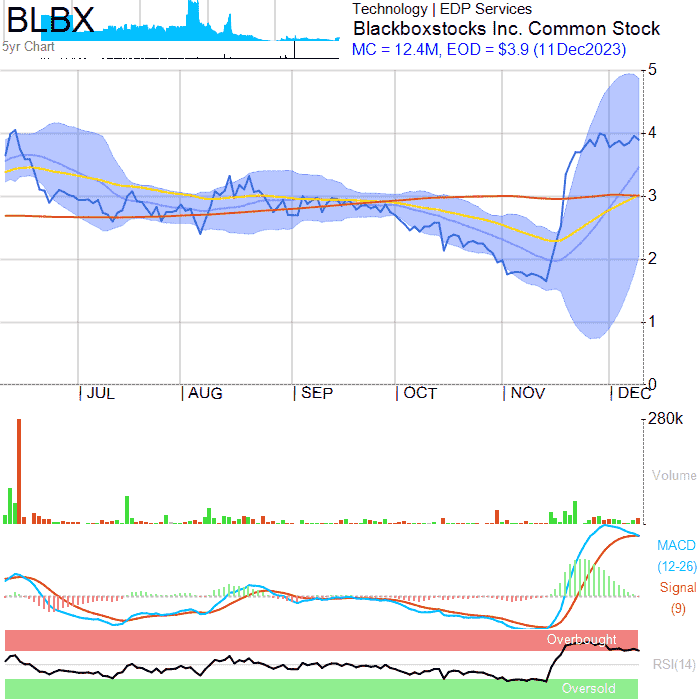 BLBX
5yr Chart
Technology | EDP Services
Blackboxstocks Inc. Common Stock
MC = 12.4M, EOD = $3.9 (11Dec2023)
5
4
3
2
1
0
JUL
AUG
SEP
OCT
NOV
DEC
280k
Volume
MACD
(12-26)
Signal
(9)
Overbought
RSI(14)
Oversold